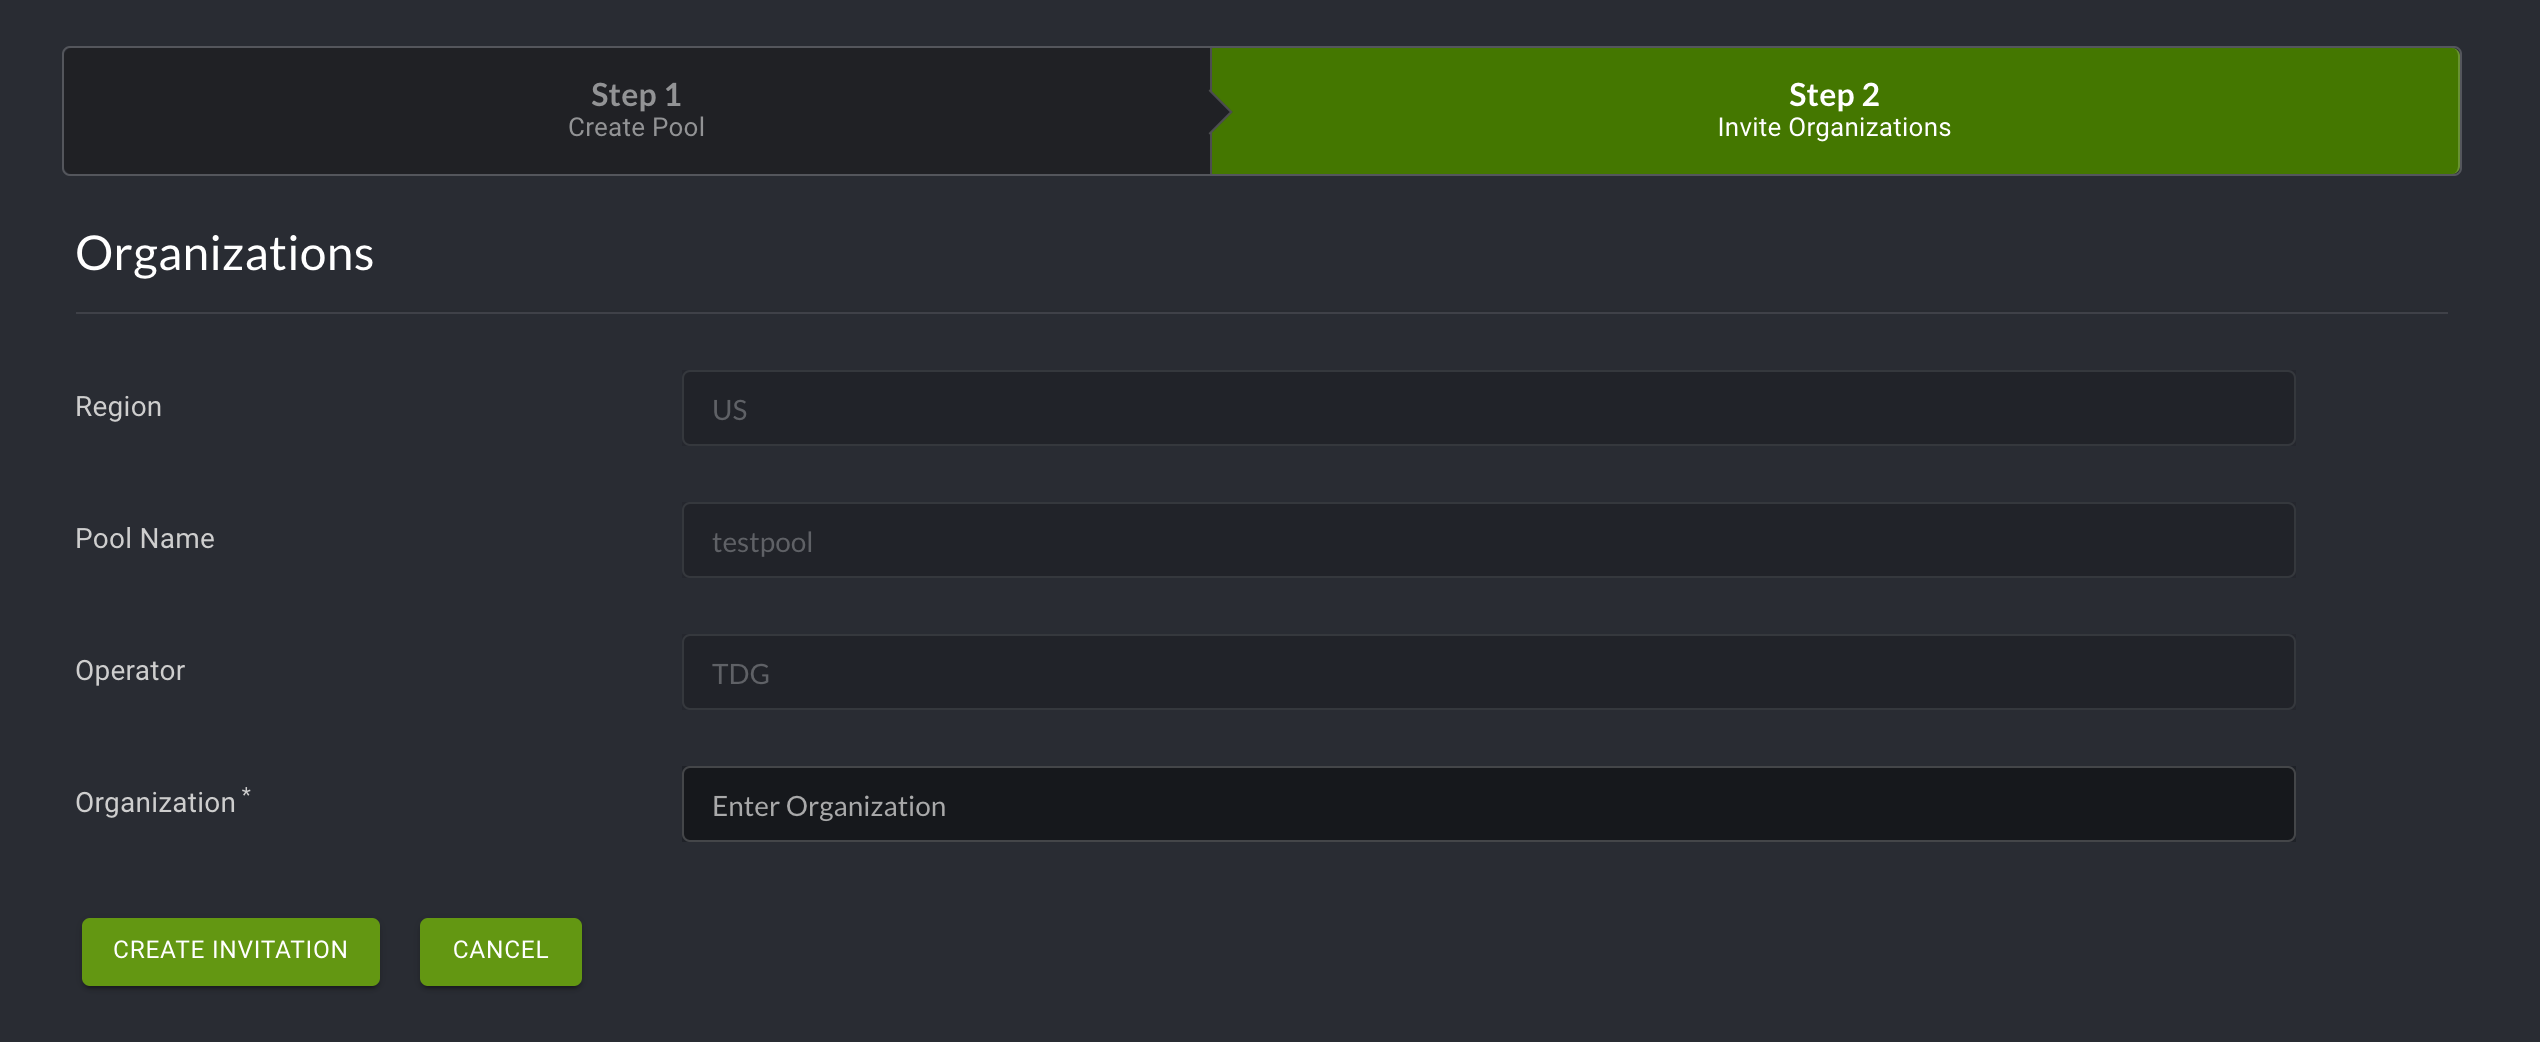 Step 1
Create Pool
Step 2
Invite Organizations
Organizations
Region
US
Pool Name
testpool
Operator
TDG
Organization *
Enter Organization
CREATE INVITATION
CANCEL